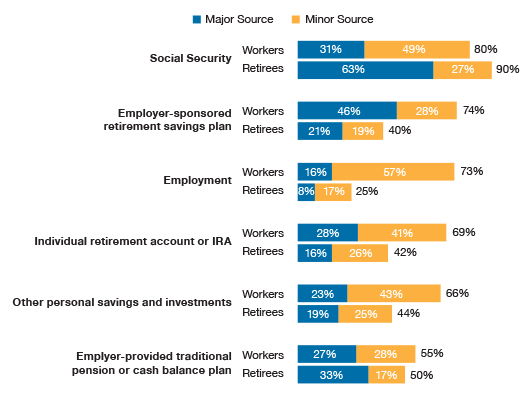 Major Source Minor Source
Workers 31% 49% 80%
Social Security
Retirees 63% 27% 90%
Employer-sponsored Workers 46% 28% 74%
retirement savings plan Retirees 21% 19% 40%
Workers 16% 57% 73%
Employment
Retirees 8% 17% 25%
Workers 28% 41% 69%
Individual retirement account or IRA
Retirees 16% 26% 42%
Workers 23% 43% 66%
Other personal savings and investments
Retirees 19% 25% 44%
Emplyer-provided traditional Workers 27% 28% 55%
pension or cash balance plan Retirees 33% 17% 50%